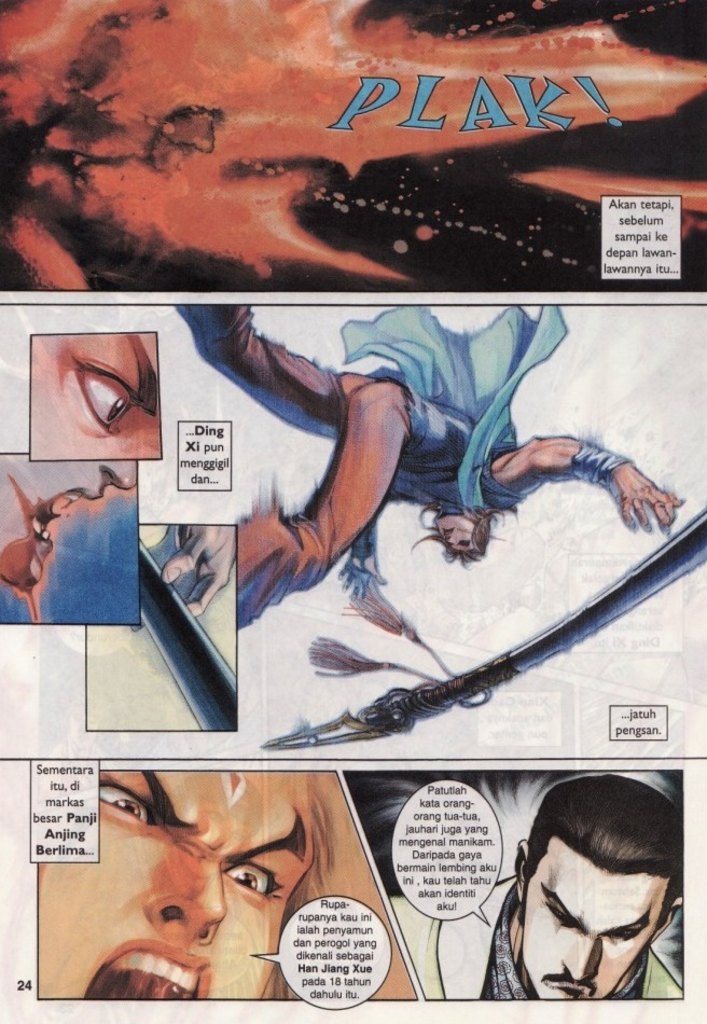 PLAK!
Akan tetapi,
sebelum
sampai ke
depan lawan-
lawannya itu...
...Ding
Xi pun
menggigil
dan...
...jatuh
pengsan.
Sementara
itu, di
markas
besar Panji
Anjing
Berlima...
Rupa-
rupanya kau ini
ialah penyamun
dan perogol yang
dikenali sebagai
Han Jiang Xue
pada 18 tahun
dahulu itu.
Patutlah
kata orang-
orang tua-tua,
jauhari juga yang
mengenal manikam.
Daripada gaya
bermain lembing aku
ini , kau telah tahu
akan identiti
aku!
24